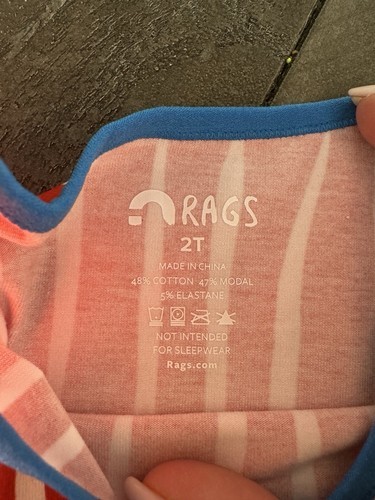 RAGS
2T
MADE IN CHINA
48% COTTON 47% MODAL
5% ELASTANE
NOT INTENDED
FOR SLEEPWEAR
Rags.com